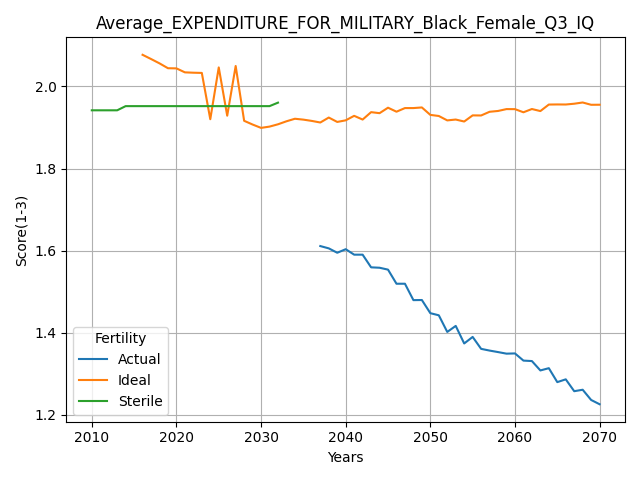 Average_EXPENDITURE_FOR_MILITARY_Black_Female_Q3_IQ
Score(1-3)
2.0
1.8
1.6
1.4
1.2
Fertility
Actual
Ideal
Sterile
2010 2020 2030 2040 2050 2060 2070
Years